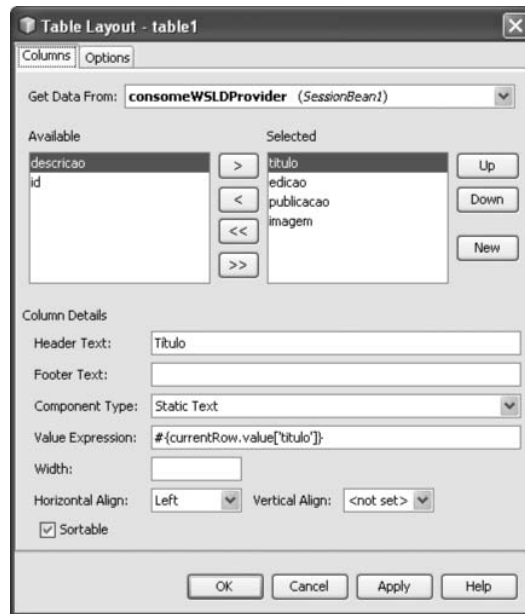 Table Layout - table1
Columns Options
Get Data From: consomeWSLDProvider (SessionBean1)
Available Selected
descricao > titulo Up
id < edicao Down
<< publicacao
>> imagem New
Column Details
Header Text: Título
Footer Text:
Component Type: Static Text
Value Expression: #{currentRow.value['titulo']}
Width:
Horizontal Align: Left Vertical Align: <not set>
Sortable
OK Cancel Apply Help